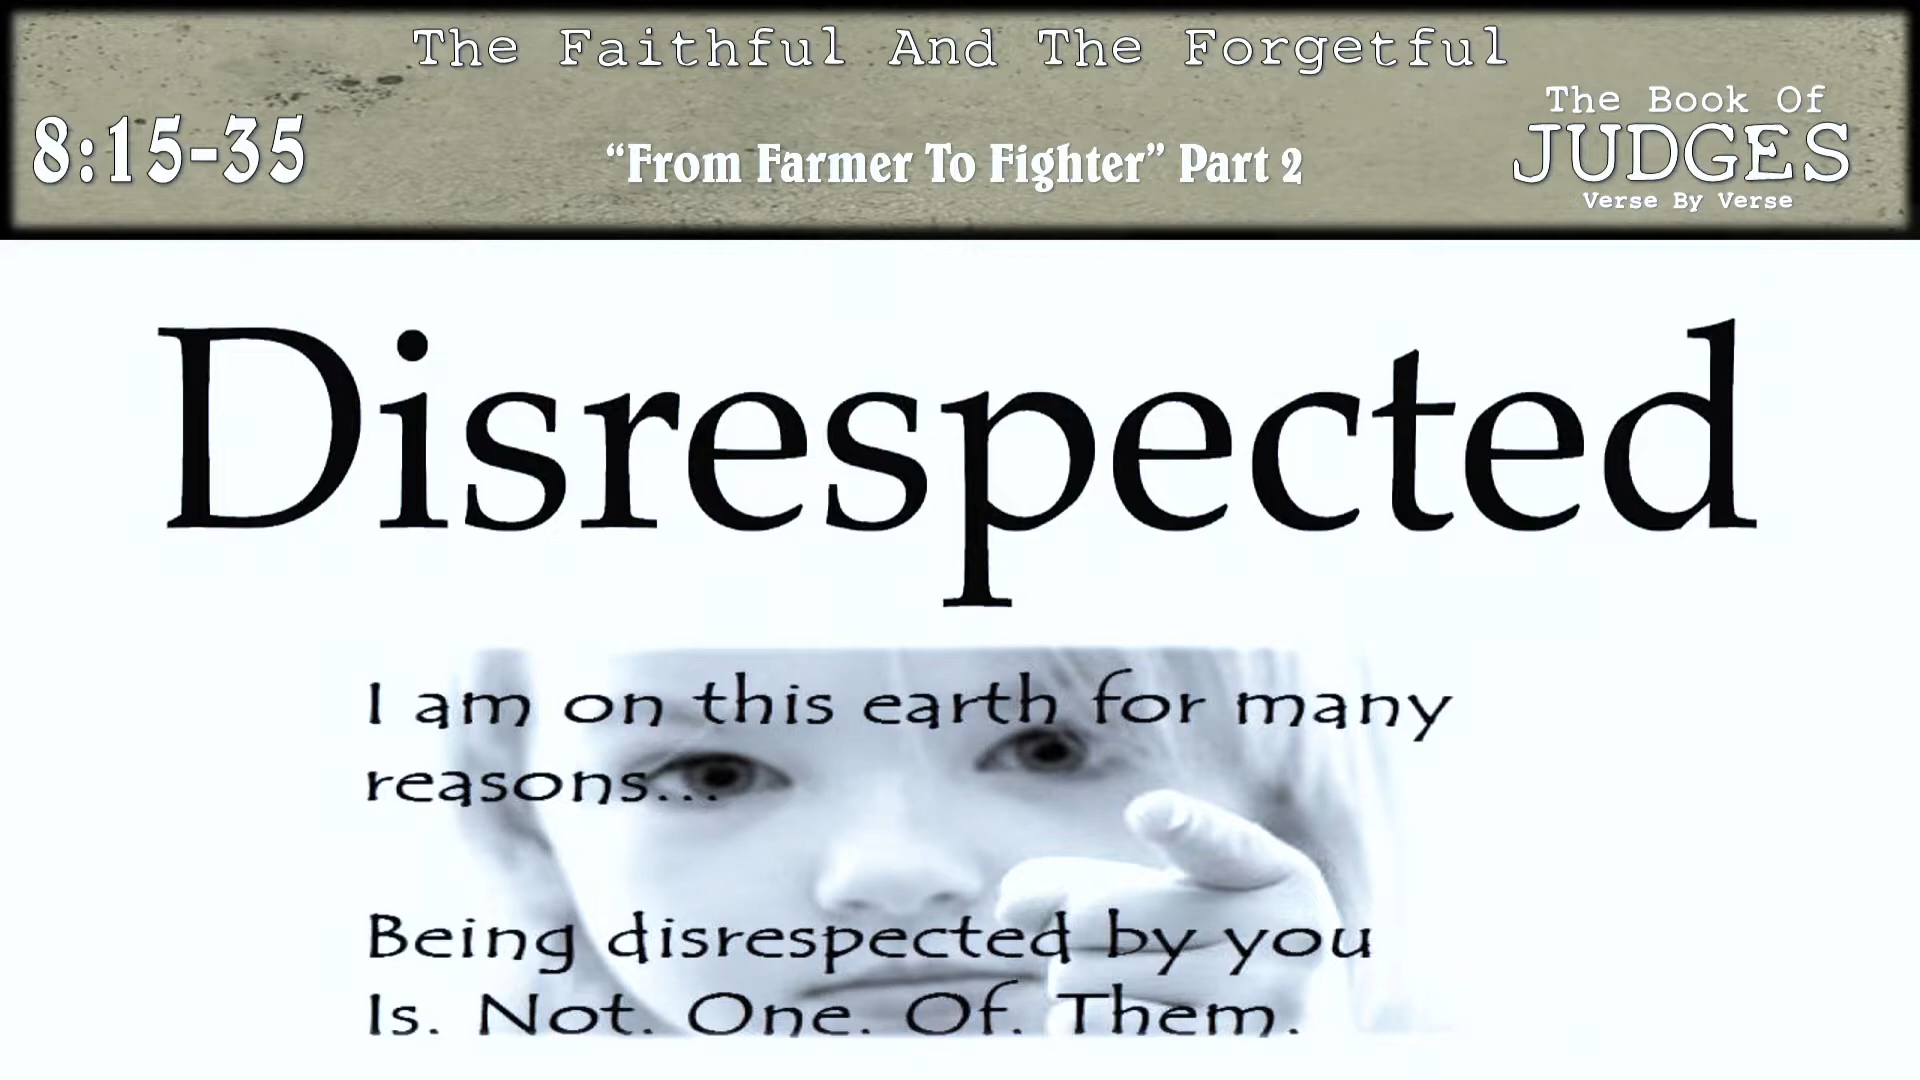 The Faithful And The Forgetful
8:15-35
“From Farmer To Fighter” Part 2
The Book Of
JUDGES
Verse By Verse
Disrespected
I am on this earth for many
reasons...
Being disrespected by you
Is. Not. One. Of. Them.